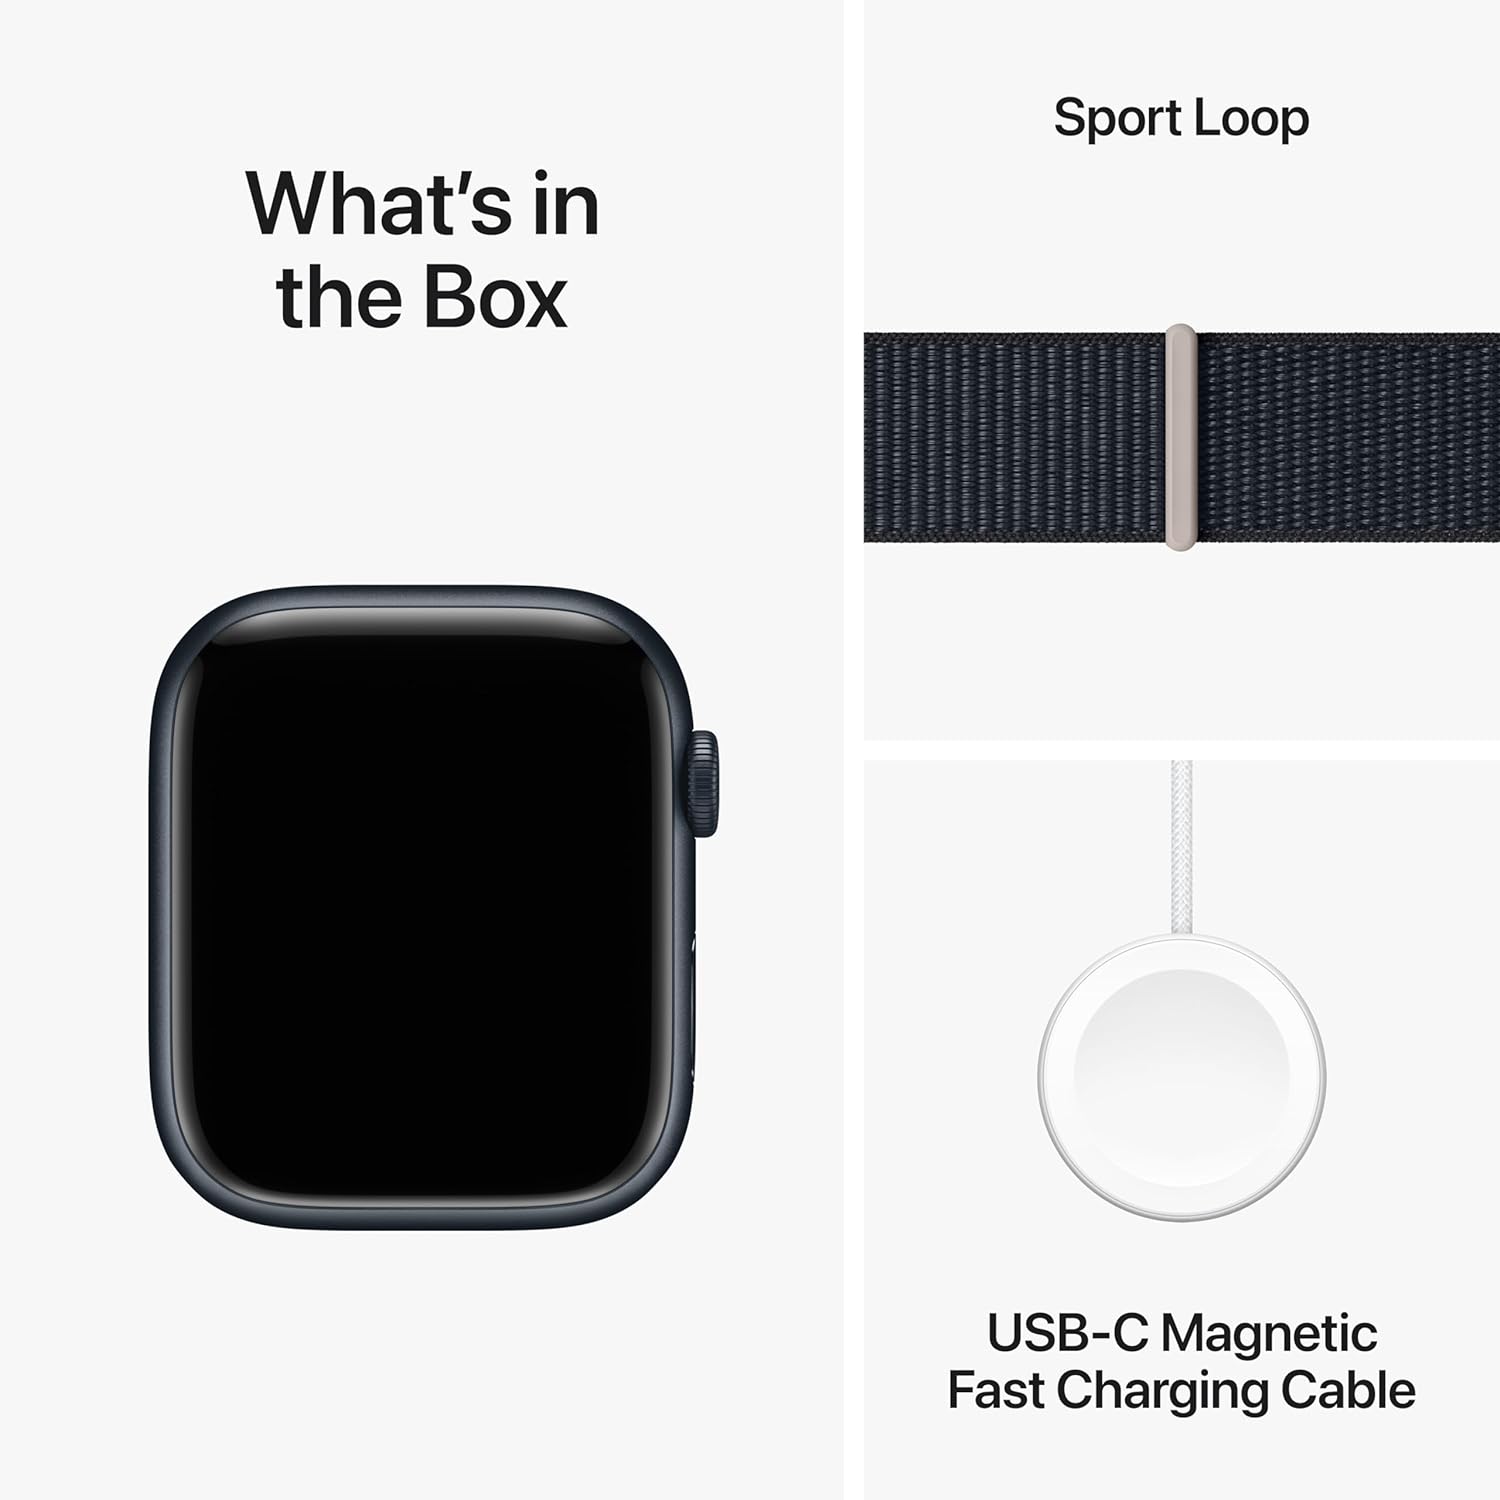 What’s in
the Box
Sport Loop
USB-C Magnetic
Fast Charging Cable